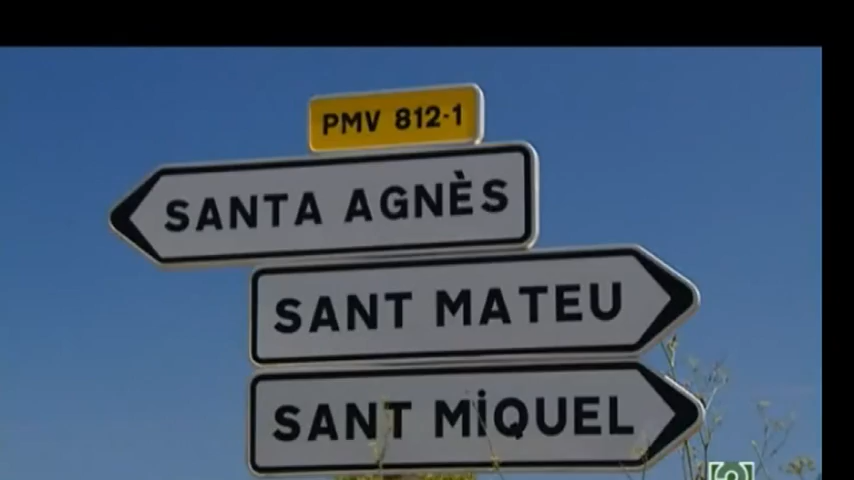 PMV 812-1
SANTA AGNÈS
SANT MATEU
SANT MiQUEL